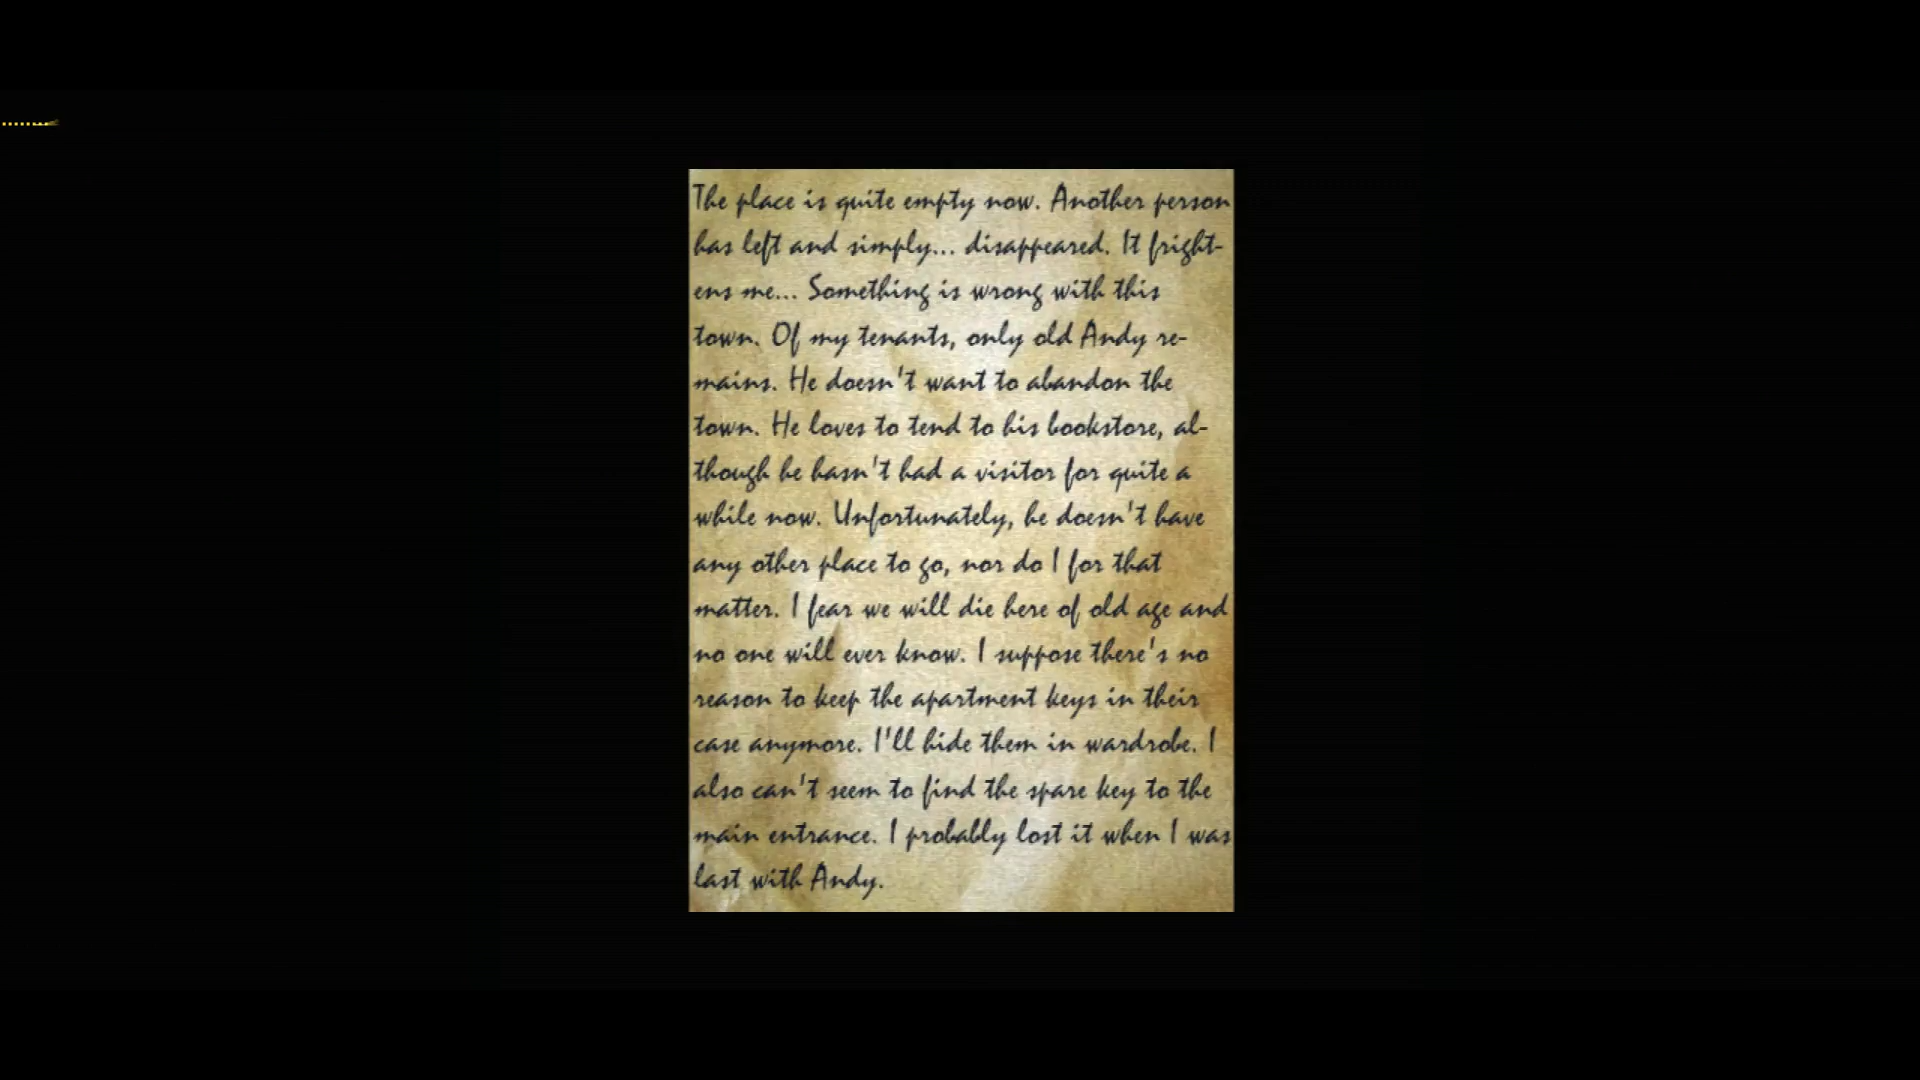 The place is quite empty now. Another person
has left and simply... disappeared. It fright-
ens me... Something is wrong with this
town. Of my tenants, only old Andy re-
mains. He doesn't want to abandon the
town. He loves to tend to his bookstore, al-
though he hasn't had a visitor for quite a
while now. Unfortunately, he doesn't have
any other place to go, nor do I for that
matter. I fear we will die here of old age and
no one will ever know. I suppose there's no
reason to keep the apartment keys in their
case anymore. I'll hide them in wardrobe. I
also can't seem to find the spare key to the
main entrance. I probably lost it when I was
last with Andy.